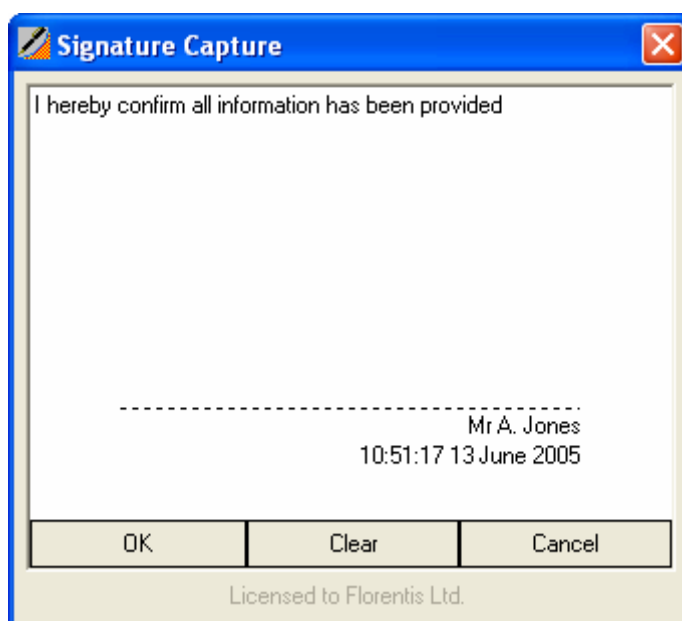 Signature Capture
I hereby confirm all information has been provided
Mr A. Jones
10:51:17 13 June 2005
OK Clear Cancel
Licensed to Florentis Ltd.